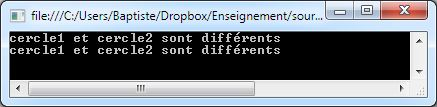 file:///C:/Users/Baptiste/Dropbox/Enseignement/sour...
cercle1 et cercle2 sont différents
cercle1 et cercle2 sont différents